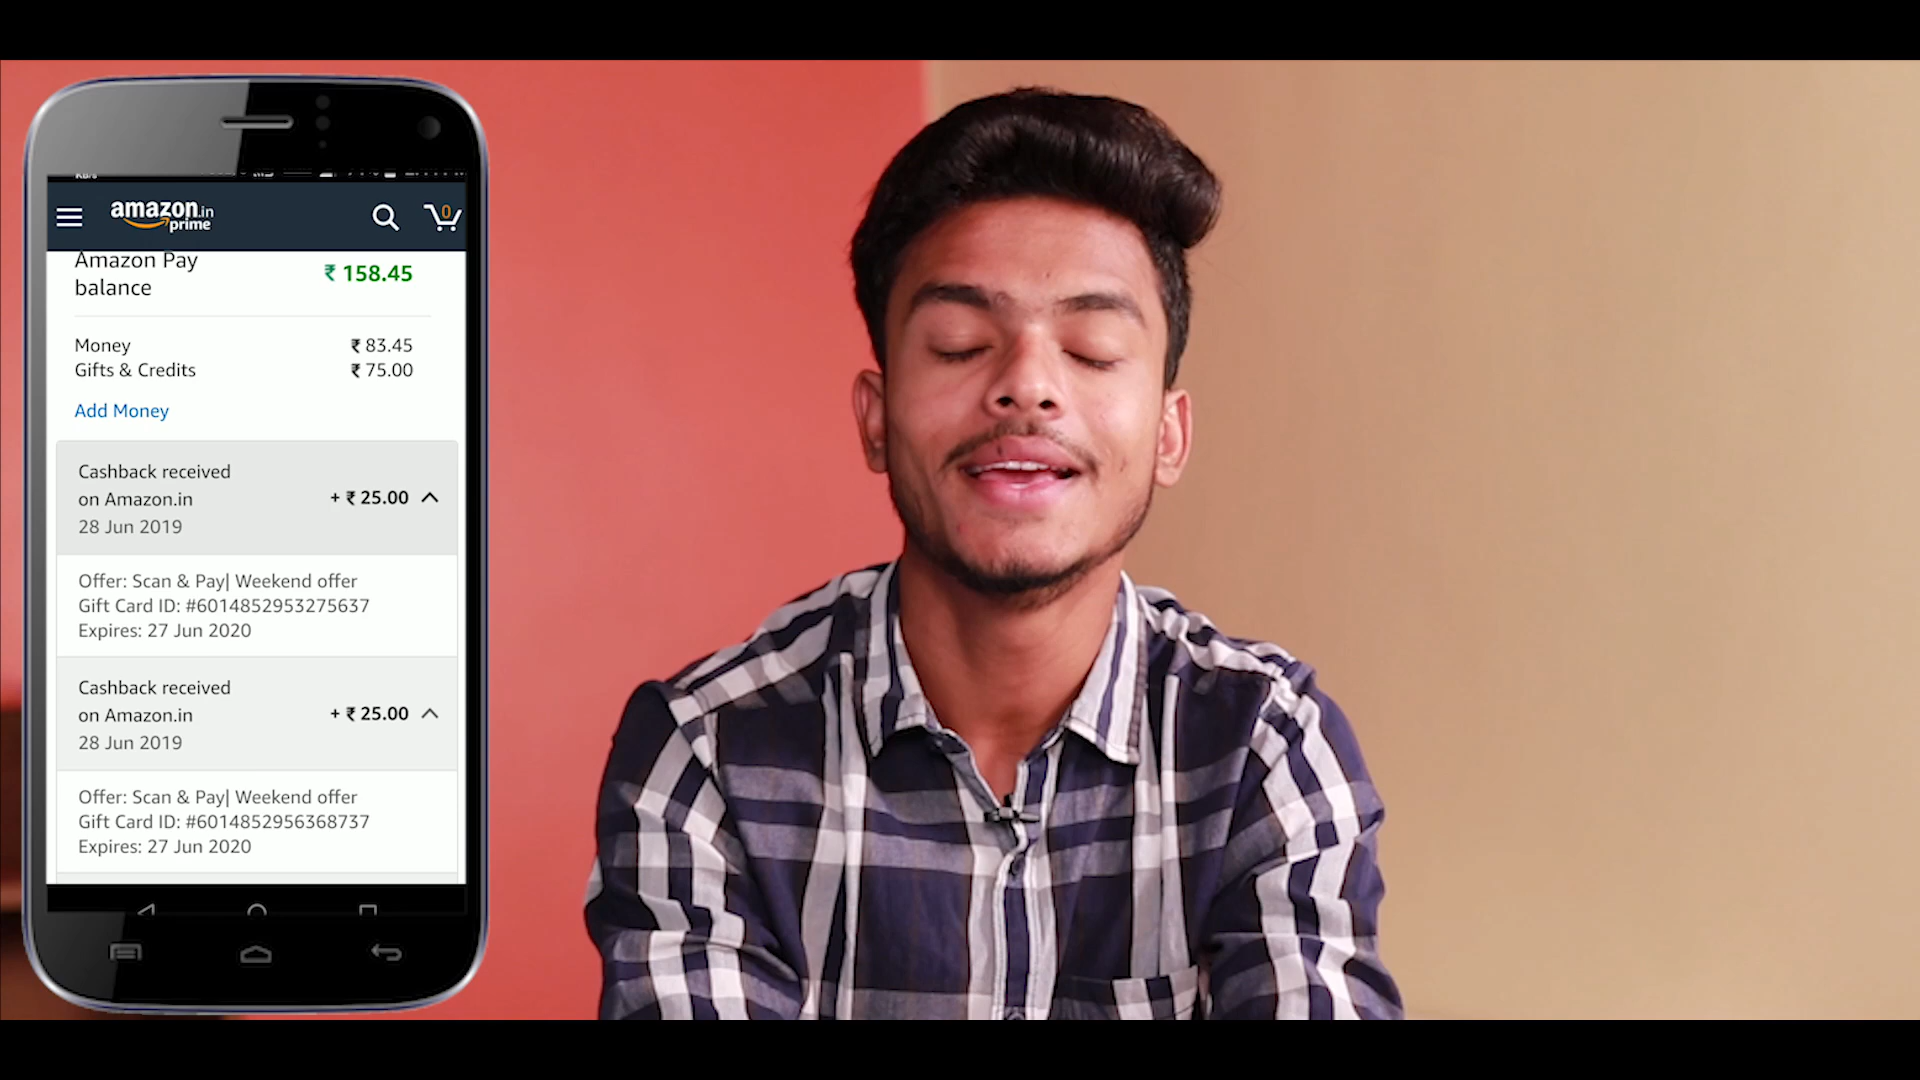 KB/s
amazon.in
prime
0
Amazon Pay
balance
₹ 158.45
Money ₹ 83.45
Gifts & Credits ₹ 75.00
Add Money
Cashback received
on Amazon.in
+ ₹ 25.00
28 Jun 2019
Offer: Scan & Pay| Weekend offer
Gift Card ID: #6014852953275637
Expires: 27 Jun 2020
Cashback received
on Amazon.in
+ ₹ 25.00
28 Jun 2019
Offer: Scan & Pay| Weekend offer
Gift Card ID: #6014852956368737
Expires: 27 Jun 2020